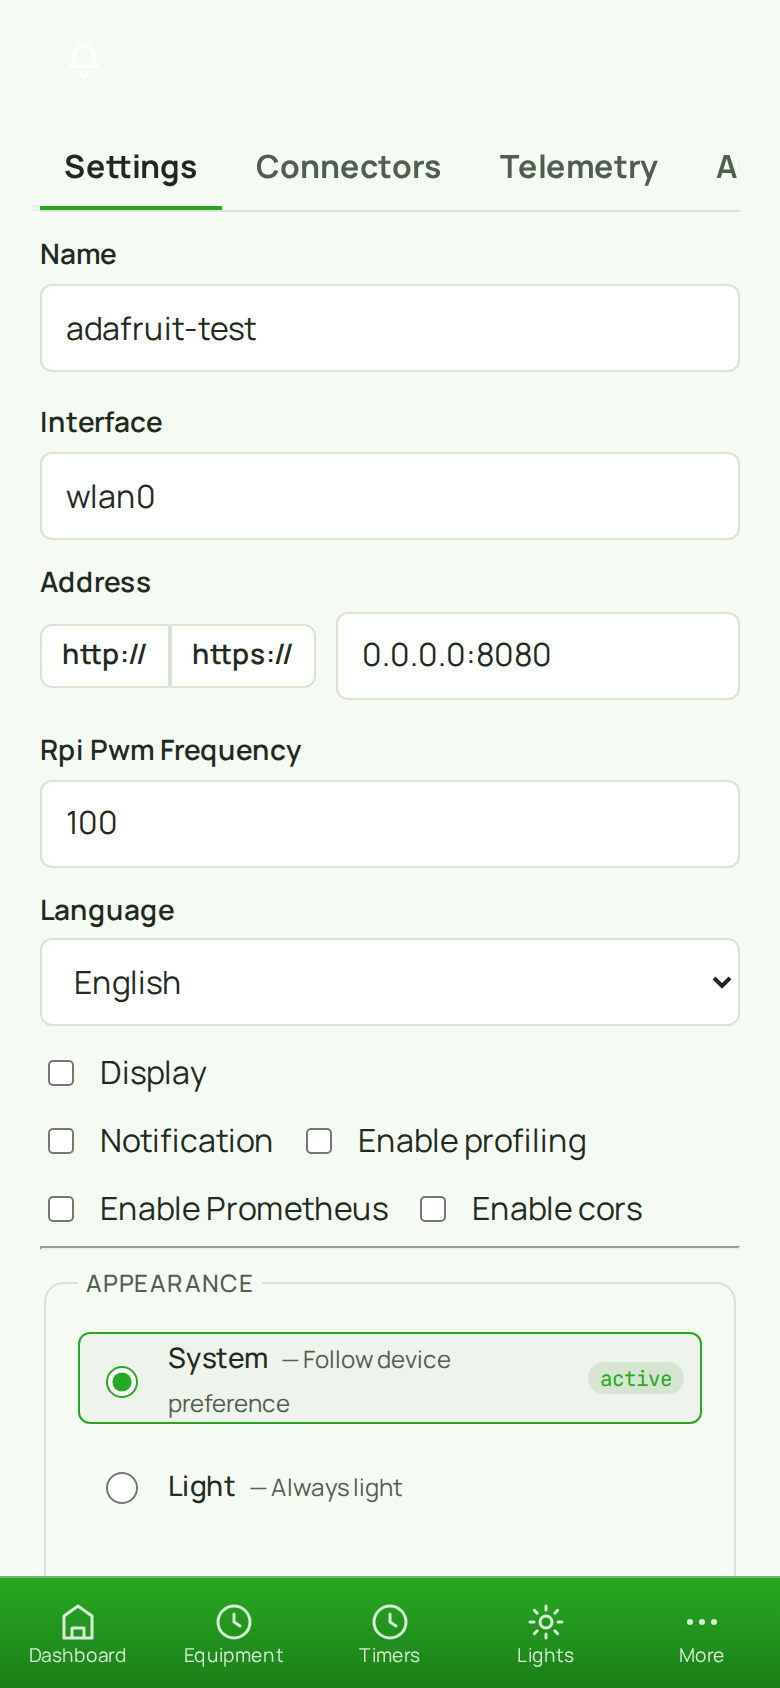 Settings Connectors Telemetry A
Name
adafruit-test
Interface
wlan0
Address
http:// https:// 0.0.0.0:8080
Rpi Pwm Frequency
100
Language
English
Display
Notification Enable profiling
Enable Prometheus Enable cors
APPEARANCE
System — Follow device
preference
active
Light — Always light
Dashboard Equipment Timers Lights More